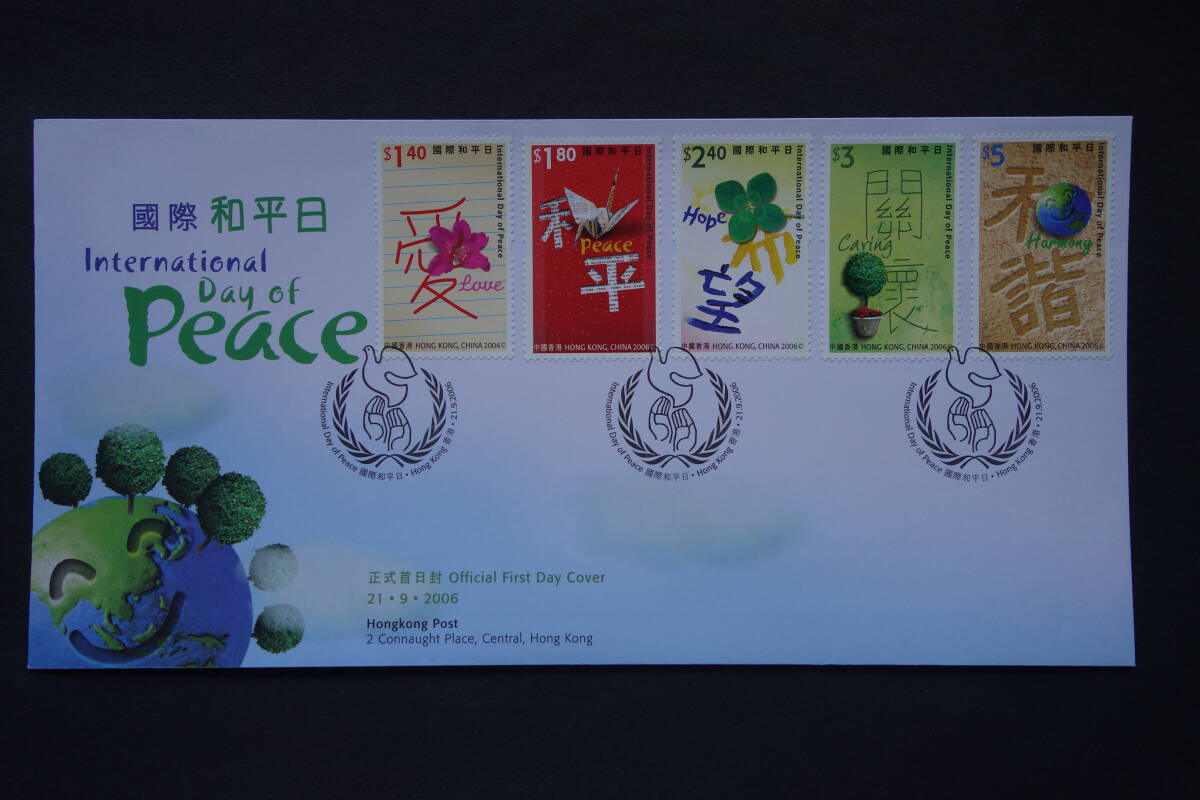 國際 和平日
International
Day of
Peace
$1.40 國際和平日
International Day of Peace
愛
Love
中國香港 HONG KONG, CHINA 2006©
$1.80 國際和平日
International Day of Peace
和
Peace
平
中國香港 HONG KONG, CHINA 2006©
$2.40 國際和平日
International Day of Peace
Hope
希
望
中國香港 HONG KONG, CHINA 2006©
$3 國際和平日
International Day of Peace
關
Caring
懷
中國香港 HONG KONG, CHINA 2006©
$5 國際和平日
International Day of Peace
和
Harmony
諧
中國香港 HONG KONG, CHINA 2006©
International Day of Peace 國際和平日 • Hong Kong 香港 • 21.9.2006
International Day of Peace 國際和平日 • Hong Kong 香港 • 21.9.2006
International Day of Peace 國際和平日 • Hong Kong 香港 • 21.9.2006
正式首日封 Official First Day Cover
21 • 9 • 2006
Hongkong Post
2 Connaught Place, Central, Hong Kong